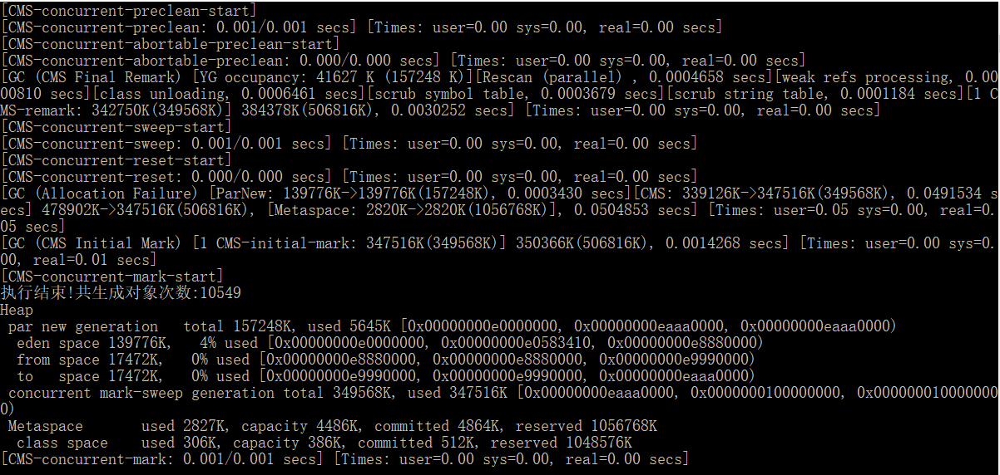 [CMS-concurrent-preclean-start]
[CMS-concurrent-preclean: 0.001/0.001 secs] [Times: user=0.00 sys=0.00, real=0.00 secs]
[CMS-concurrent-abortable-preclean-start]
[CMS-concurrent-abortable-preclean: 0.000/0.000 secs] [Times: user=0.00 sys=0.00, real=0.00 secs]
[GC (CMS Final Remark) [YG occupancy: 41627 K (157248 K)][Rescan (parallel) , 0.0004658 secs][weak refs processing, 0.00
00810 secs][class unloading, 0.0006461 secs][scrub symbol table, 0.0003679 secs][scrub string table, 0.0001184 secs][1 C
MS-remark: 342750K(349568K)] 384378K(506816K), 0.0030252 secs] [Times: user=0.00 sys=0.00, real=0.00 secs]
[CMS-concurrent-sweep-start]
[CMS-concurrent-sweep: 0.001/0.001 secs] [Times: user=0.00 sys=0.00, real=0.00 secs]
[CMS-concurrent-reset-start]
[CMS-concurrent-reset: 0.000/0.000 secs] [Times: user=0.00 sys=0.00, real=0.00 secs]
[GC (Allocation Failure) [ParNew: 139776K->139776K(157248K), 0.0003430 secs][CMS: 339126K->347516K(349568K), 0.0491534 s
ecs] 478902K->347516K(506816K), [Metaspace: 2820K->2820K(1056768K)], 0.0504853 secs] [Times: user=0.05 sys=0.00, real=0.
05 secs]
[GC (CMS Initial Mark) [1 CMS-initial-mark: 347516K(349568K)] 350366K(506816K), 0.0014268 secs] [Times: user=0.00 sys=0.
00, real=0.01 secs]
[CMS-concurrent-mark-start]
执行结束!共生成对象次数:10549
Heap
 par new generation   total 157248K, used 5645K [0x00000000e0000000, 0x00000000eaaa0000, 0x00000000eaaa0000)
  eden space 139776K,   4% used [0x00000000e0000000, 0x00000000e0583410, 0x00000000e8880000)
  from space 17472K,   0% used [0x00000000e8880000, 0x00000000e8880000, 0x00000000e9990000)
  to   space 17472K,   0% used [0x00000000e9990000, 0x00000000e9990000, 0x00000000eaaa0000)
 concurrent mark-sweep generation total 349568K, used 347516K [0x00000000eaaa0000, 0x0000000100000000, 0x000000010000000
0)
 Metaspace       used 2827K, capacity 4486K, committed 4864K, reserved 1056768K
  class space    used 306K, capacity 386K, committed 512K, reserved 1048576K
[CMS-concurrent-mark: 0.001/0.001 secs] [Times: user=0.00 sys=0.00, real=0.00 secs]